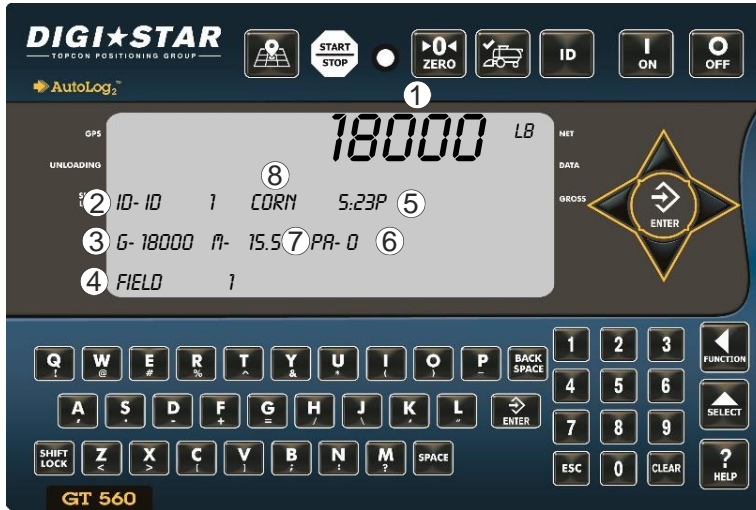 DIGI★STAR
TOPCON POSITIONING GROUP
AutoLog2™
START
STOP
►0◄
ZERO
ID
I
ON
O
OFF
1
GPS
UNLOADING
18000 LB
NET
DATA
GROSS
ENTER
8
2 ID-ID 1 CORN 5:23P 5
3 G-18000 M- 15.5 7 PA-0 6
4 FIELD 1
Q ! W @ E # R % T ^ Y & U * I ( O ) P _ BACK SPACE
A S D - F + G = H / J \ K L ENTER
SHIFT LOCK Z < X > C [ V ] B ; N : M ? SPACE
1 2 3 FUNCTION
4 5 6 SELECT
7 8 9
ESC 0 CLEAR ? HELP
GT 560